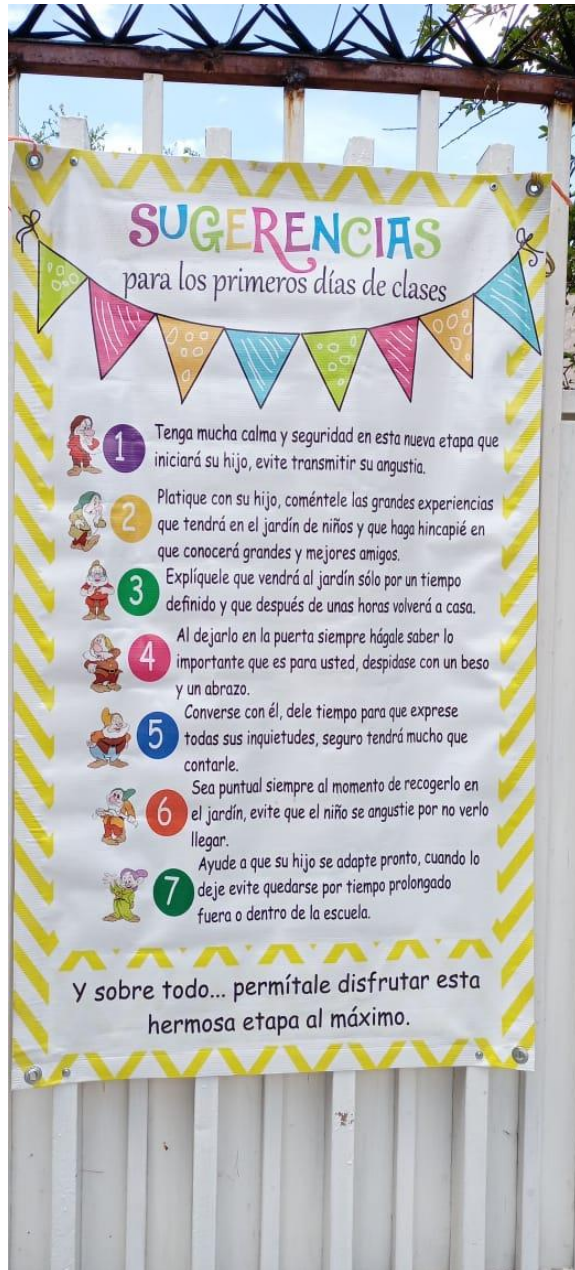 SUGERENCIAS
para los primeros días de clases
1 Tenga mucha calma y seguridad en esta nueva etapa que
iniciará su hijo, evite transmitir su angustia.
2 Platique con su hijo, coméntele las grandes experiencias
que tendrá en el jardín de niños y que haga hincapié en
que conocerá grandes y mejores amigos.
3 Explíquele que vendrá al jardín sólo por un tiempo
definido y que después de unas horas volverá a casa.
4 Al dejarlo en la puerta siempre hágale saber lo
importante que es para usted, despidase con un beso
y un abrazo.
5 Converse con él, dele tiempo para que exprese
todas sus inquietudes, seguro tendrá mucho que
contarle.
6 Sea puntual siempre al momento de recogerlo en
el jardín, evite que el niño se angustie por no verlo
llegar.
7 Ayude a que su hijo se adapte pronto, cuando lo
deje evite quedarse por tiempo prolongado
fuera o dentro de la escuela.
Y sobre todo... permítale disfrutar esta
hermosa etapa al máximo.